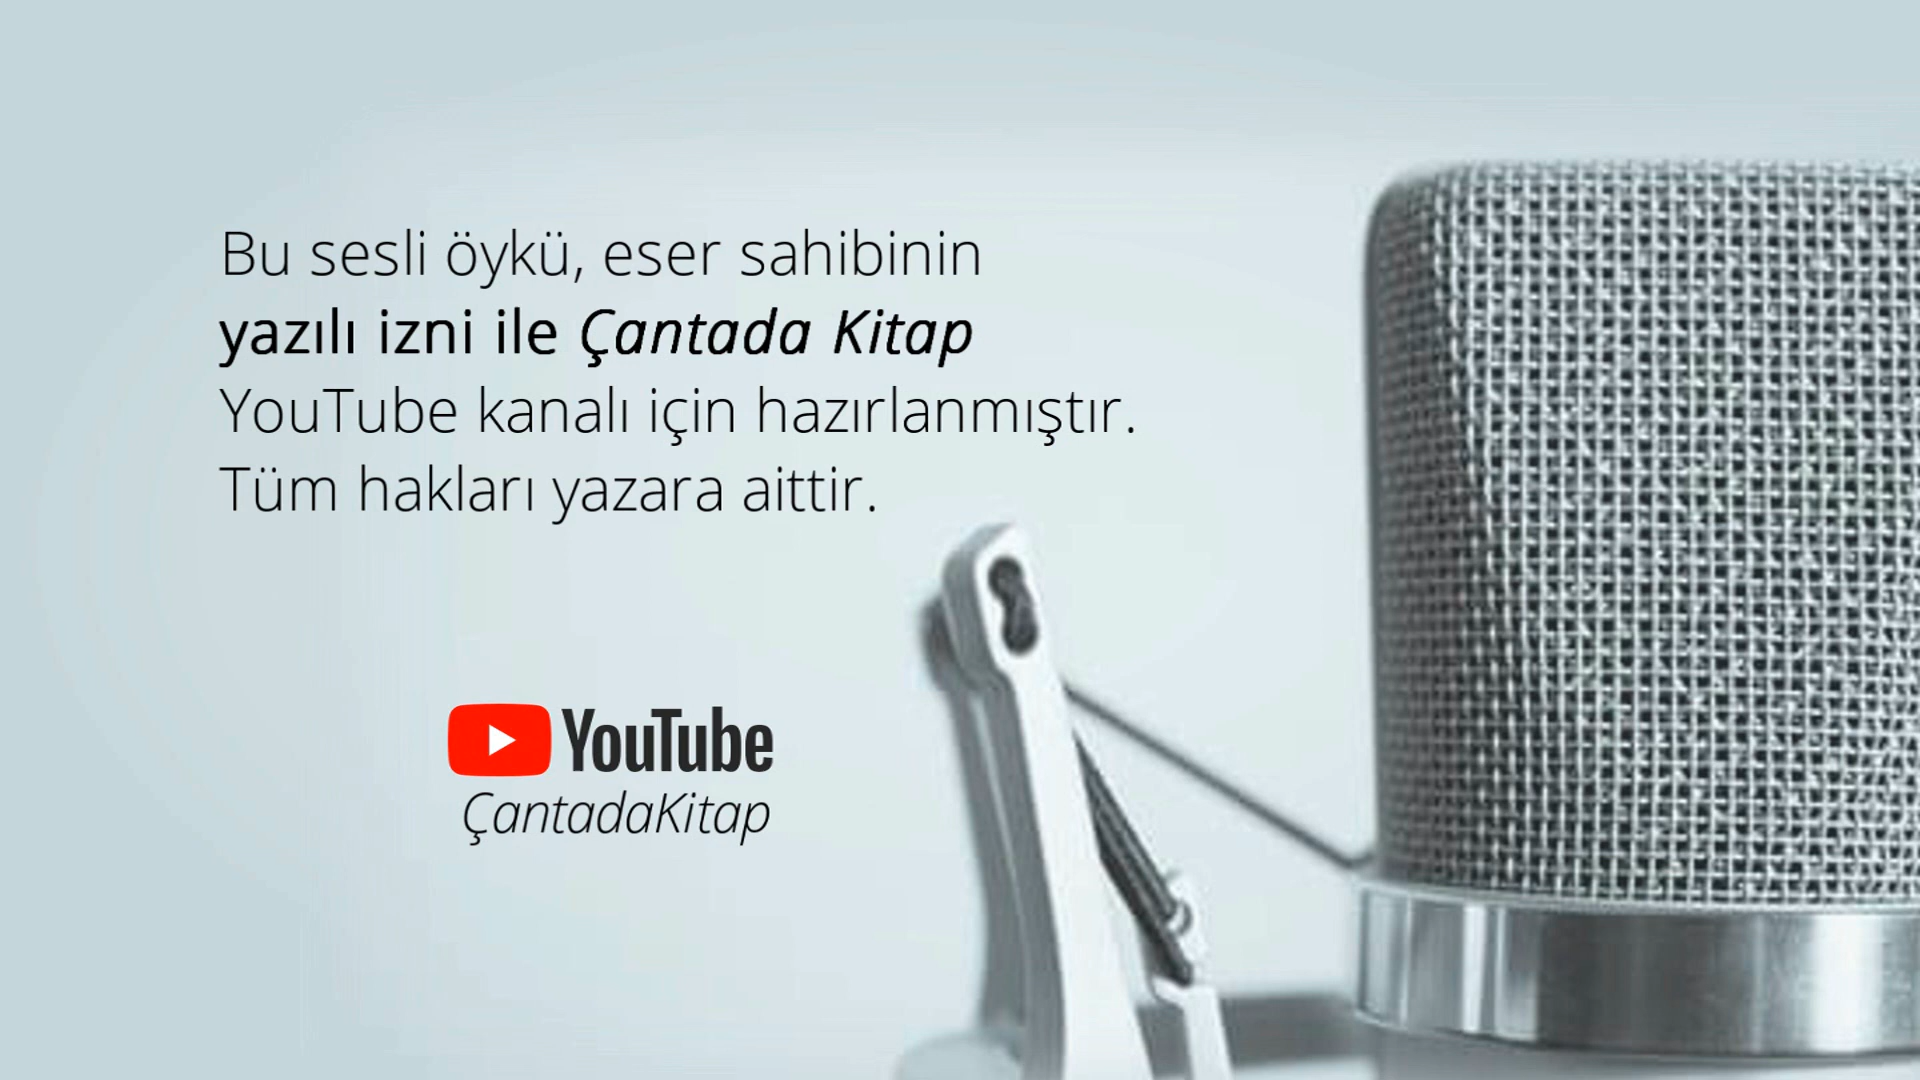 Bu sesli öykü, eser sahibinin
yazılı izni ile Çantada Kitap
YouTube kanalı için hazırlanmıştır.
Tüm hakları yazara aittir.
YouTube
ÇantadaKitap